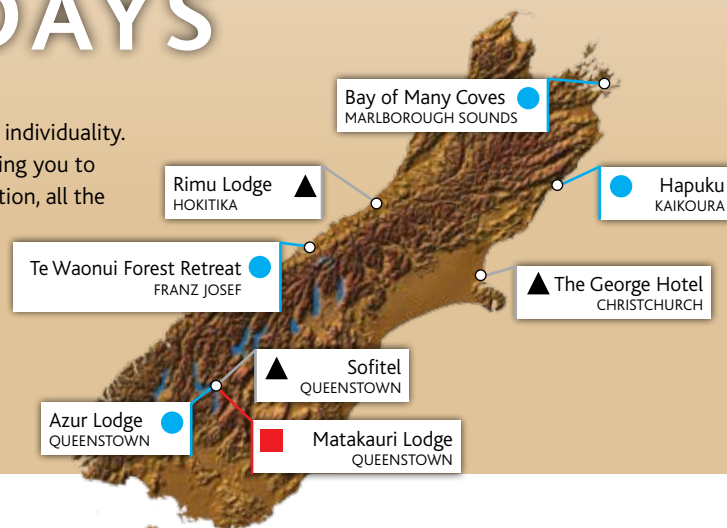 DAYS
individuality.
ing you to
tion, all the
Bay of Many Coves
MARLBOROUGH SOUNDS
Rimu Lodge
HOKITIKA
Hapuku
KAIKOURA
Te Waonui Forest Retreat
FRANZ JOSEF
The George Hotel
CHRISTCHURCH
Sofitel
QUEENSTOWN
Azur Lodge
QUEENSTOWN
Matakauri Lodge
QUEENSTOWN